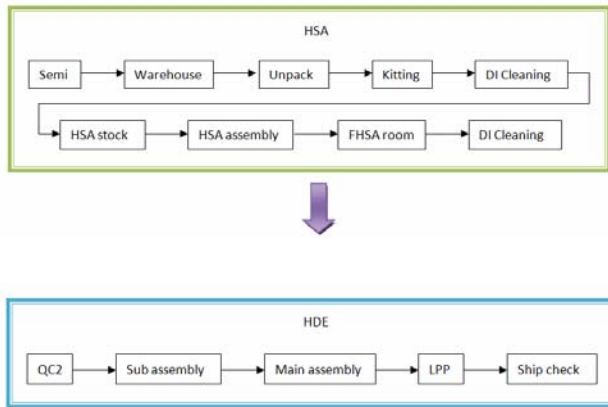 HSA
Semi
Warehouse
Unpack
Kitting
DI Cleaning
HSA stock
HSA assembly
FHSA room
DI Cleaning
HDE
QC2
Sub assembly
Main assembly
LPP
Ship check